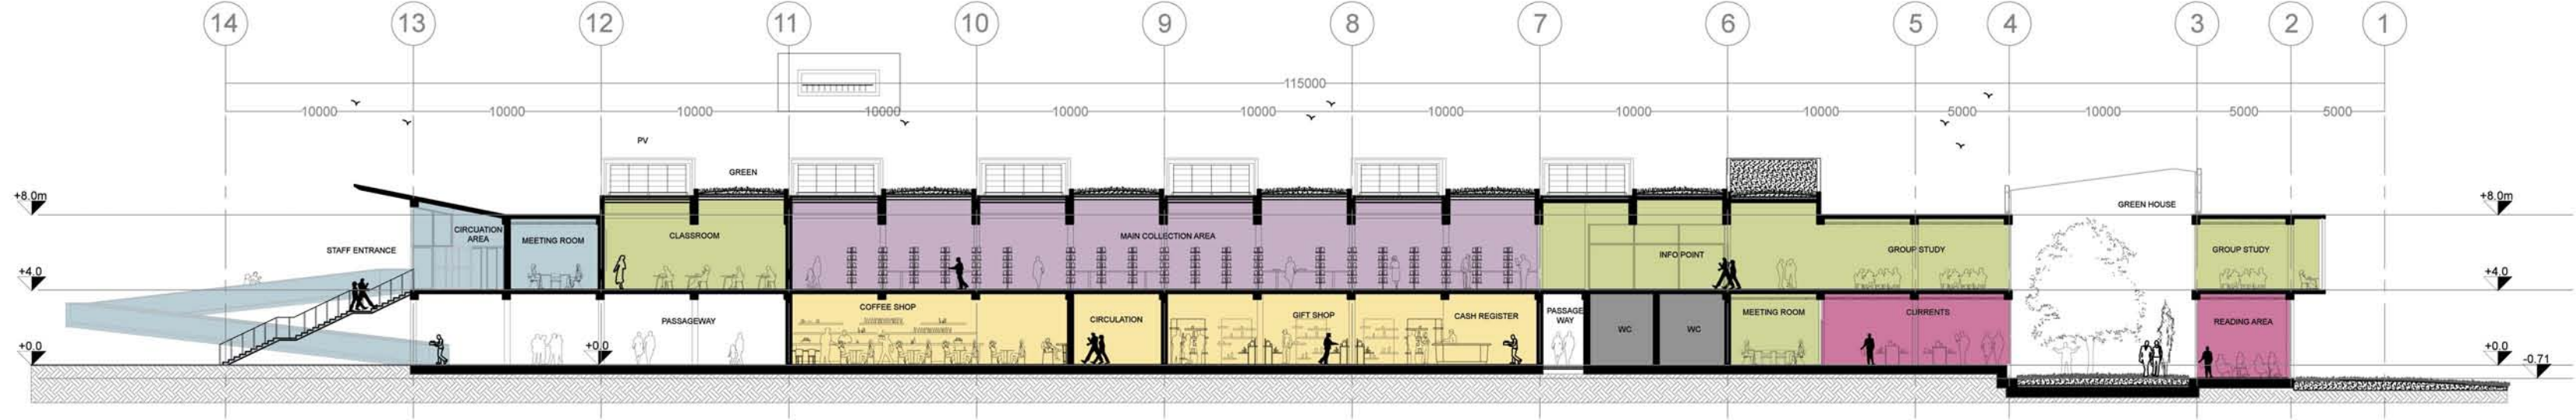 14 13 12 11 10 9 8 7 6 5 4 3 2 1
115000
10000 10000 10000 10000 10000 10000 10000 10000 10000 5000 10000 5000 5000
PV
GREEN
+8.0m
+8.0m
GREEN HOUSE
STAFF ENTRANCE
CIRCUATION
AREA
MEETING ROOM
CLASSROOM
MAIN COLLECTION AREA
INFO POINT
GROUP STUDY
GROUP STUDY
+4.0
+4.0
PASSAGEWAY
COFFEE SHOP
CIRCULATION
GIFT SHOP
CASH REGISTER
PASSAGE
WAY
WC
WC
MEETING ROOM
CURRENTS
READING AREA
+0.0
+0.0
+0.0
-0.71